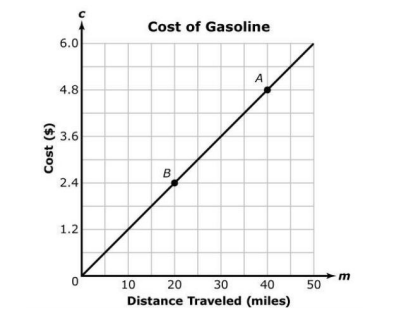 c
Cost of Gasoline
6.0
A
4.8
3.6
Cost ($)
B
2.4
1.2
0
10 20 30 40 50 m
Distance Traveled (miles)